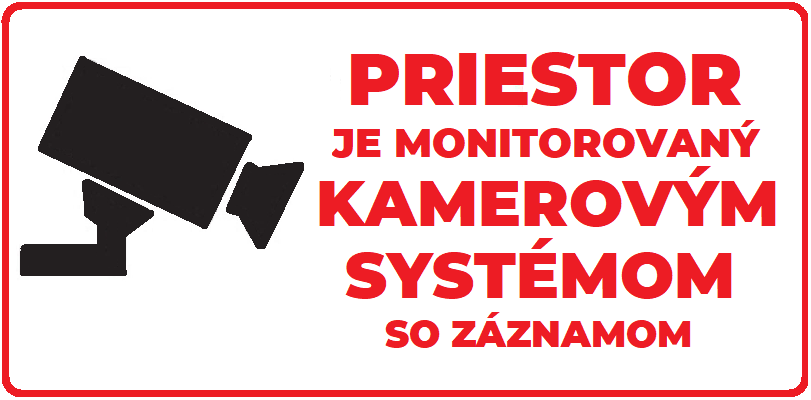 PRIESTOR
JE MONITOROVANÝ
KAMEROVÝM
SYSTÉMOM
SO ZÁZNAMOM